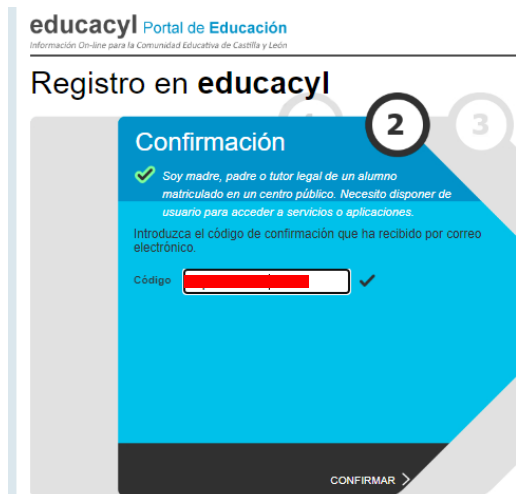 educacyl Portal de Educación
Información On-line para la Comunidad Educativa de Castilla y León
Registro en educacyl
2
3
Confirmación
Soy madre, padre o tutor legal de un alumno
matriculado en un centro público. Necesito disponer de
usuario para acceder a servicios o aplicaciones.
Introduzca el código de confirmación que ha recibido por correo
electrónico.
Código
CONFIRMAR